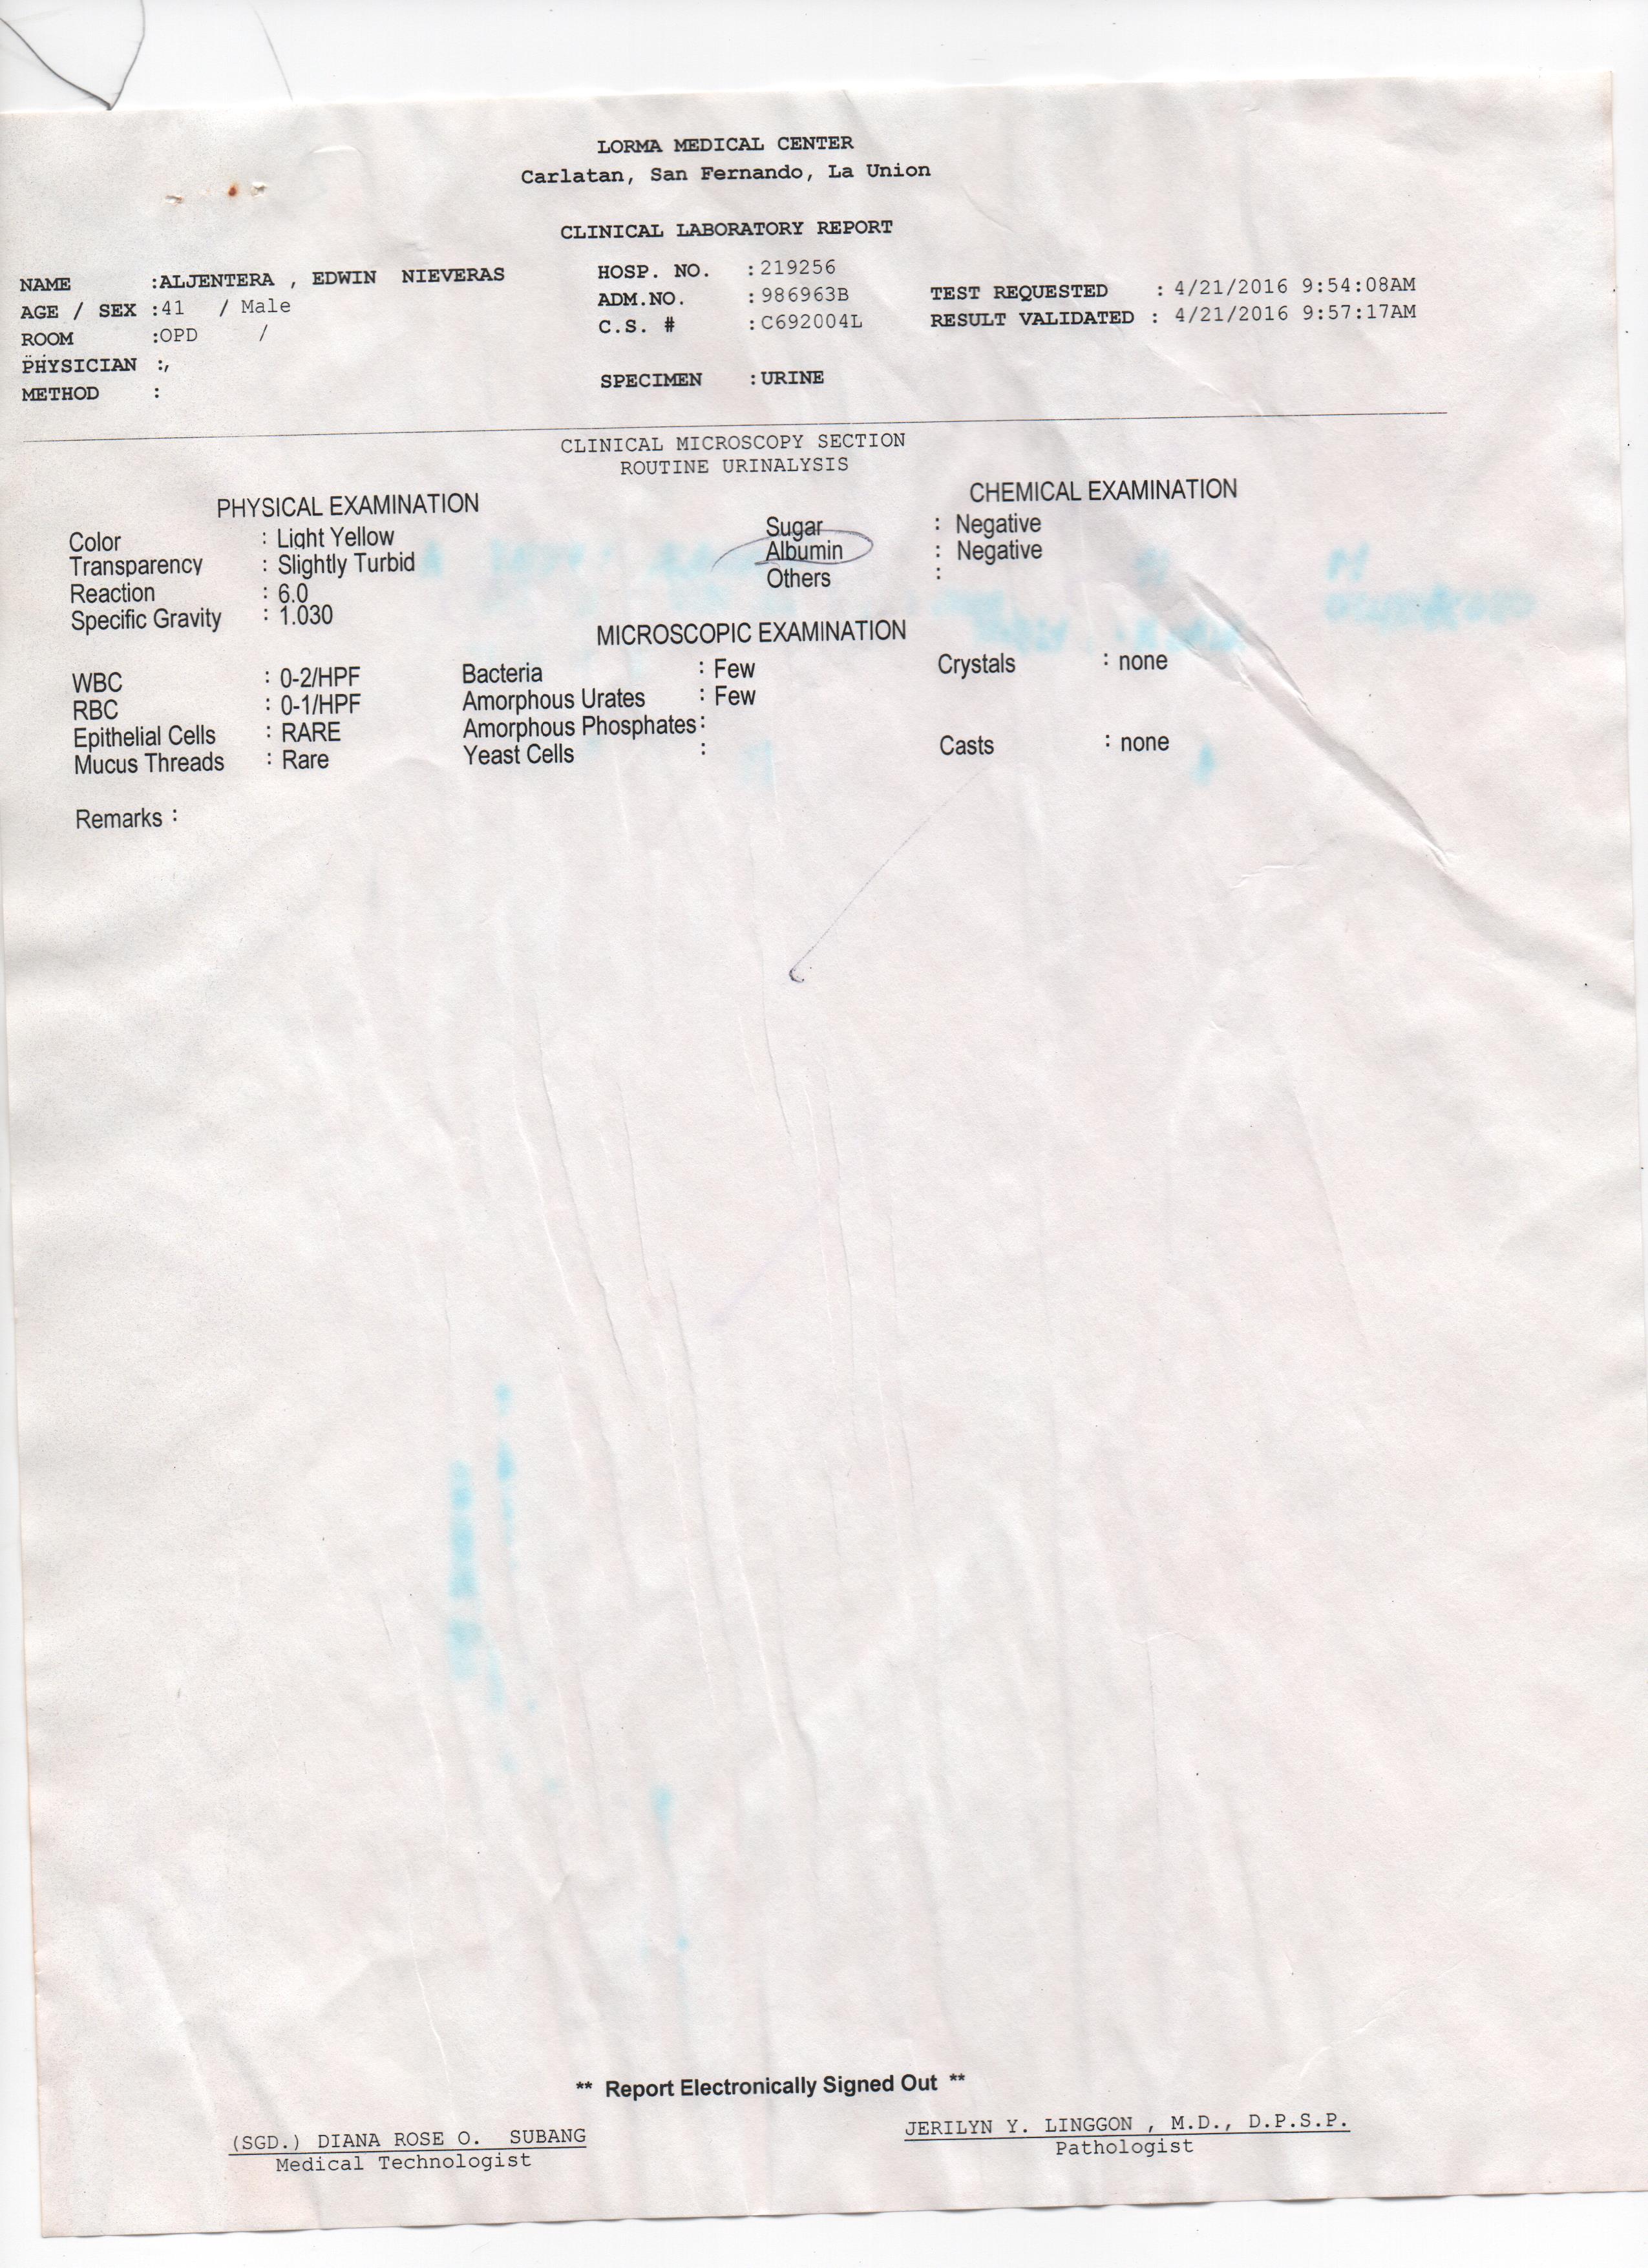 LORMA MEDICAL CENTER
Carlatan, San Fernando, La Union
CLINICAL LABORATORY REPORT
NAME :ALJENTERA , EDWIN NIEVERAS HOSP. NO. :219256
AGE / SEX :41 / Male ADM.NO. :986963B TEST REQUESTED : 4/21/2016 9:54:08AM
ROOM :OPD / C.S. # :C692004L RESULT VALIDATED : 4/21/2016 9:57:17AM
PHYSICIAN :,
METHOD : SPECIMEN :URINE
CLINICAL MICROSCOPY SECTION
ROUTINE URINALYSIS
PHYSICAL EXAMINATION CHEMICAL EXAMINATION
Color : Light Yellow Sugar : Negative
Transparency : Slightly Turbid Albumin : Negative
Reaction : 6.0 Others :
Specific Gravity : 1.030
MICROSCOPIC EXAMINATION
WBC : 0-2/HPF Bacteria : Few Crystals : none
RBC : 0-1/HPF Amorphous Urates : Few
Epithelial Cells : RARE Amorphous Phosphates:
Mucus Threads : Rare Yeast Cells : Casts : none
Remarks :
** Report Electronically Signed Out **
(SGD.) DIANA ROSE O. SUBANG JERILYN Y. LINGGON , M.D., D.P.S.P.
Medical Technologist Pathologist